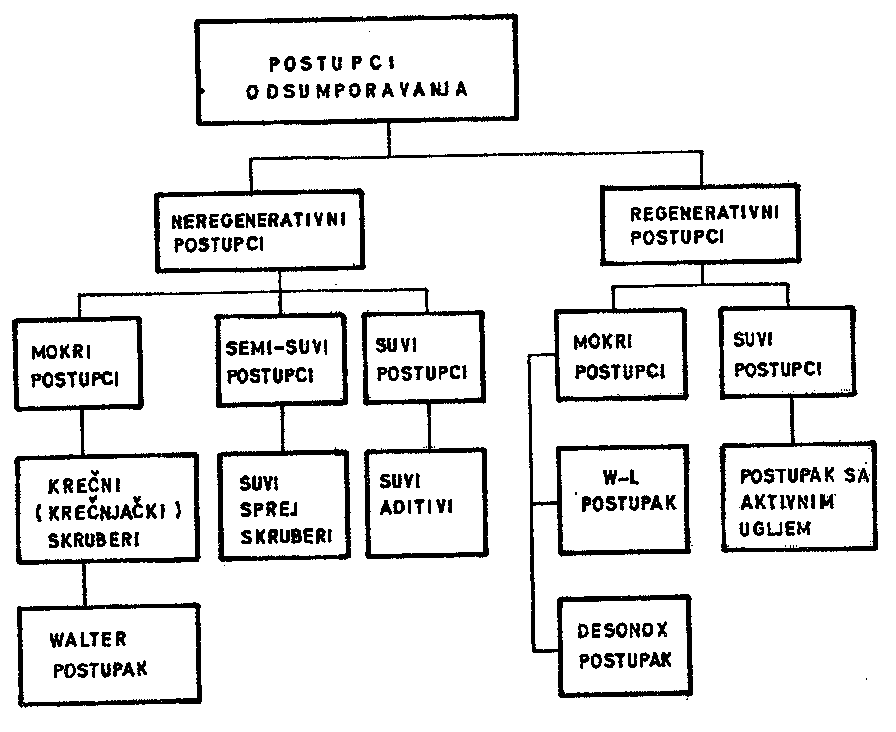 POSTUPCI
ODSUMPORAVANJA
NEREGENERATIVNI
POSTUPCI
REGENERATIVNI
POSTUPCI
MOKRI
POSTUPCI
SEMI-SUVI
POSTUPCI
SUVI
POSTUPCI
MOKRI
POSTUPCI
SUVI
POSTUPCI
KREČNI
(KREČNJAČKI)
SKRUBERI
SUVI
SPREJ
SKRUBERI
SUVI
ADITIVI
W-L
POSTUPAK
POSTUPAK SA
AKTIVNIM
UGLJEM
WALTER
POSTUPAK
DESONOX
POSTUPAK